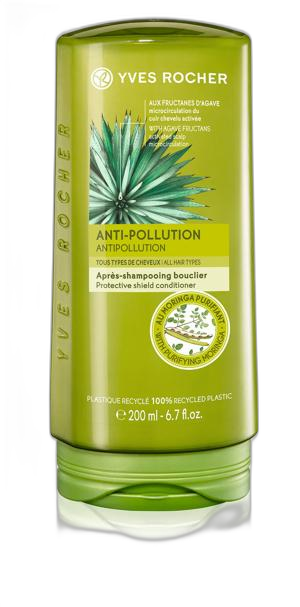 YVES ROCHER
AUX FRUCTANES D'AGAVE
microcirculation du
cuir chevelu activée
WITH AGAVE FRUCTANS
activated scalp
microcirculation
YVES ROCHER
ANTI-POLLUTION
ANTIPOLLUTION
TOUS TYPES DE CHEVEUX | ALL HAIR TYPES
Après-shampooing bouclier
Protective shield conditioner
AU MORINGA PURIFIANT
WITH PURIFYING MORINGA
PLASTIQUE RECYCLÉ 100% RECYCLED PLASTIC
e 200 ml - 6.7 fl.oz.